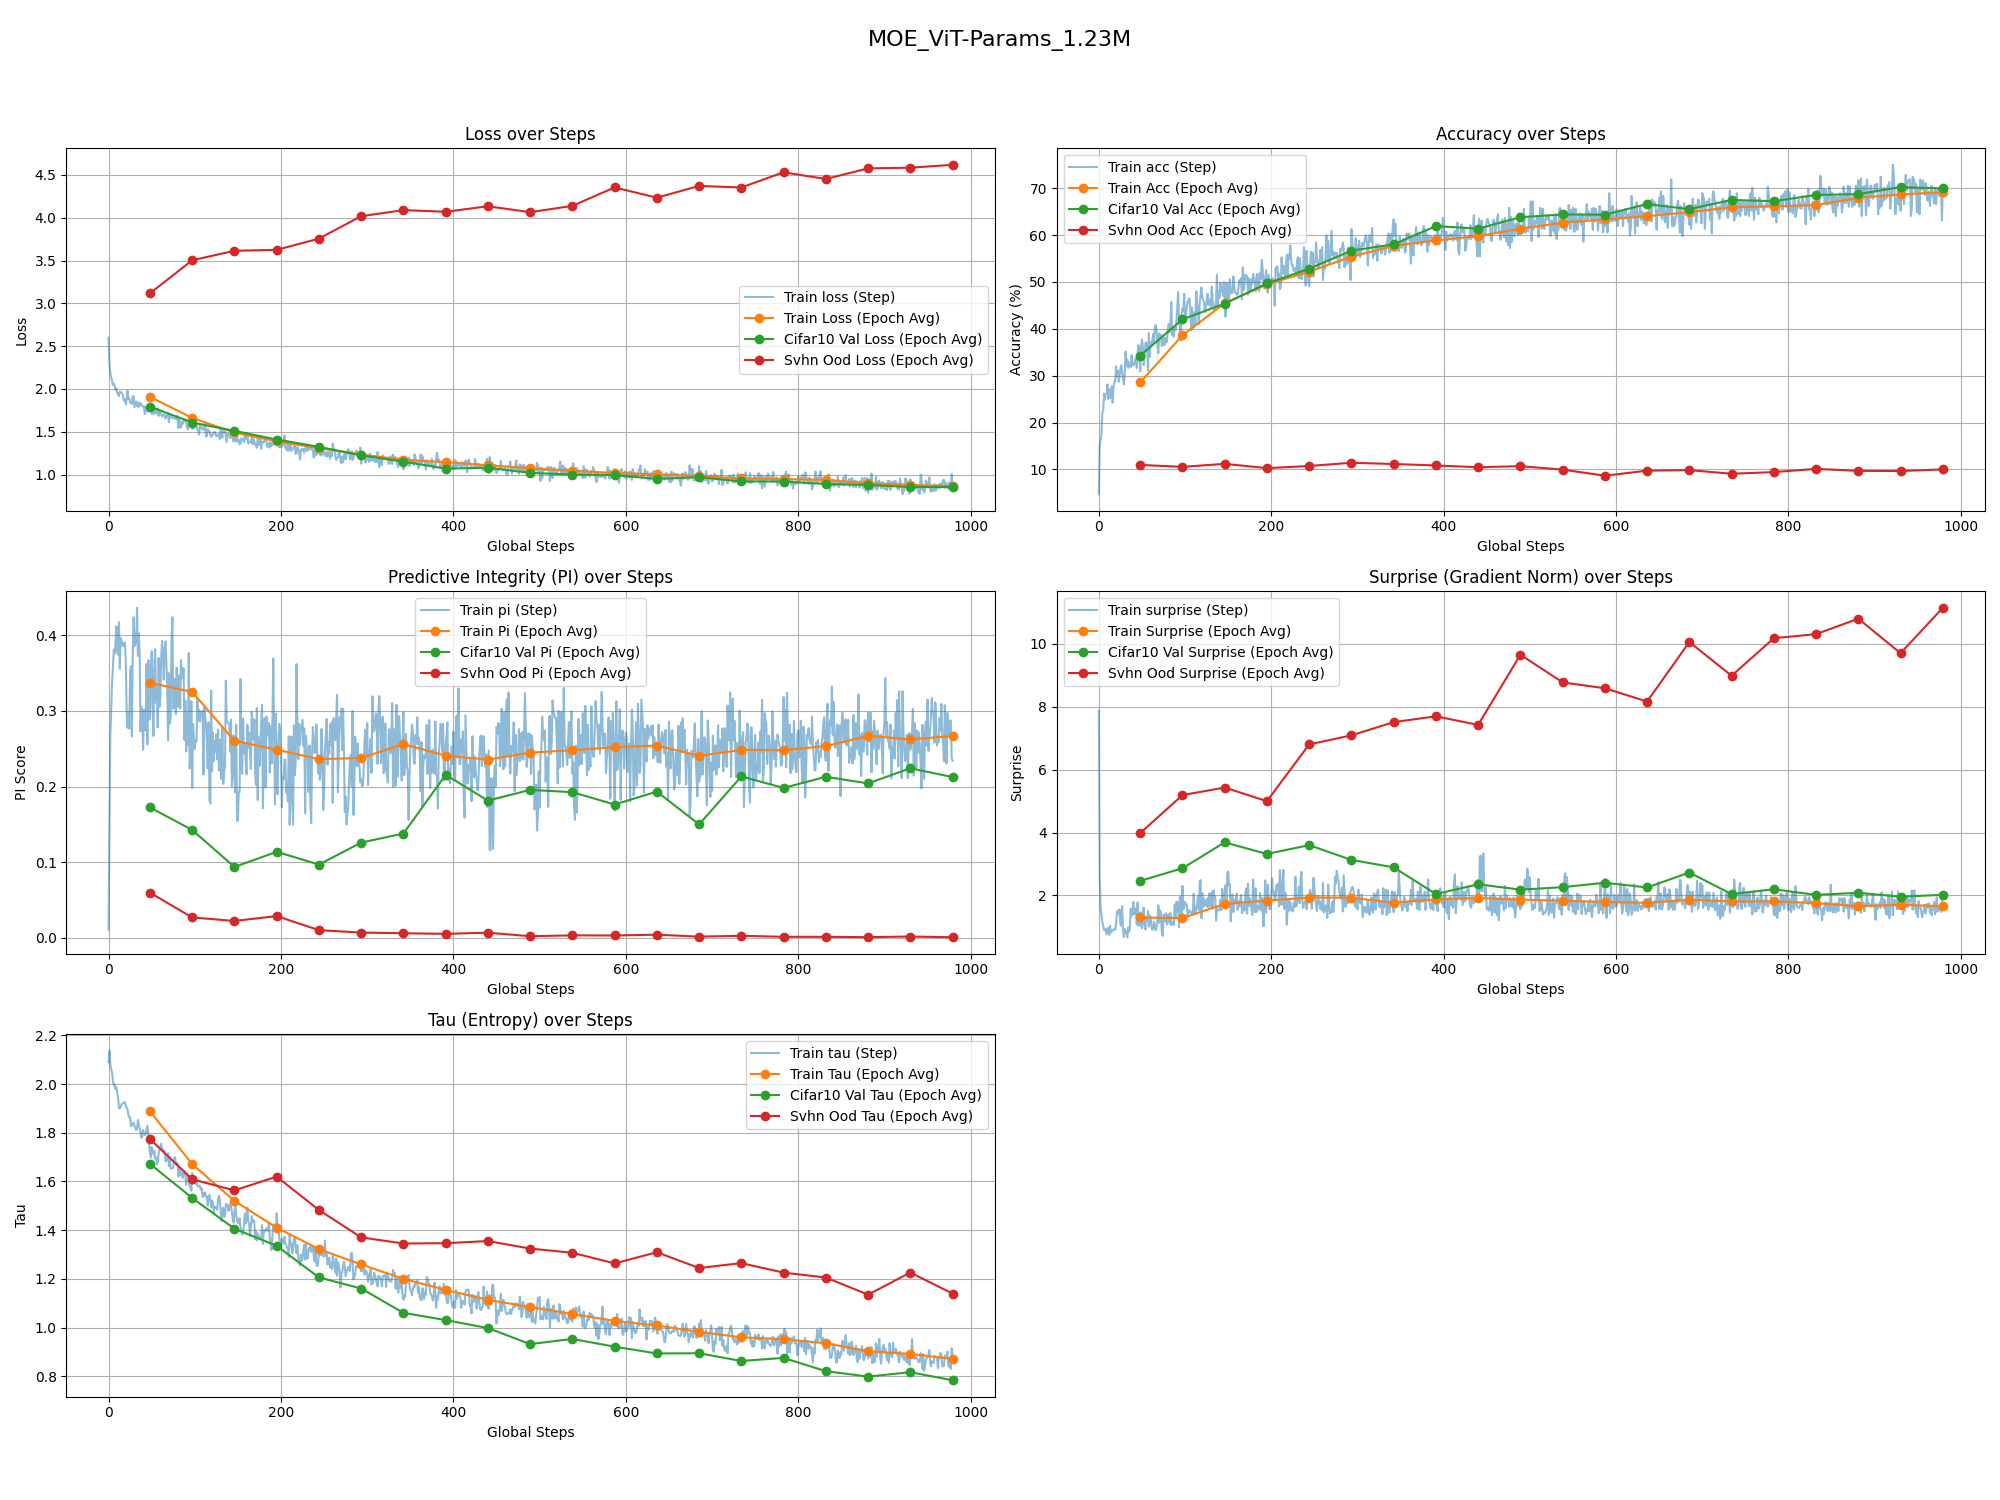 MOE_ViT-Params_1.23M
Loss over Steps
Loss
4.5
4.0
3.5
3.0
2.5
2.0
1.5
1.0
Train loss (Step)
Train Loss (Epoch Avg)
Cifar10 Val Loss (Epoch Avg)
Svhn Ood Loss (Epoch Avg)
0 200 400 600 800 1000
Global Steps
Accuracy over Steps
Accuracy (%)
70
60
50
40
30
20
10
Train acc (Step)
Train Acc (Epoch Avg)
Cifar10 Val Acc (Epoch Avg)
Svhn Ood Acc (Epoch Avg)
0 200 400 600 800 1000
Global Steps
Predictive Integrity (PI) over Steps
PI Score
0.4
0.3
0.2
0.1
0.0
Train pi (Step)
Train Pi (Epoch Avg)
Cifar10 Val Pi (Epoch Avg)
Svhn Ood Pi (Epoch Avg)
0 200 400 600 800 1000
Global Steps
Surprise (Gradient Norm) over Steps
Surprise
10
8
6
4
2
Train surprise (Step)
Train Surprise (Epoch Avg)
Cifar10 Val Surprise (Epoch Avg)
Svhn Ood Surprise (Epoch Avg)
0 200 400 600 800 1000
Global Steps
Tau (Entropy) over Steps
Tau
2.2
2.0
1.8
1.6
1.4
1.2
1.0
0.8
Train tau (Step)
Train Tau (Epoch Avg)
Cifar10 Val Tau (Epoch Avg)
Svhn Ood Tau (Epoch Avg)
0 200 400 600 800 1000
Global Steps